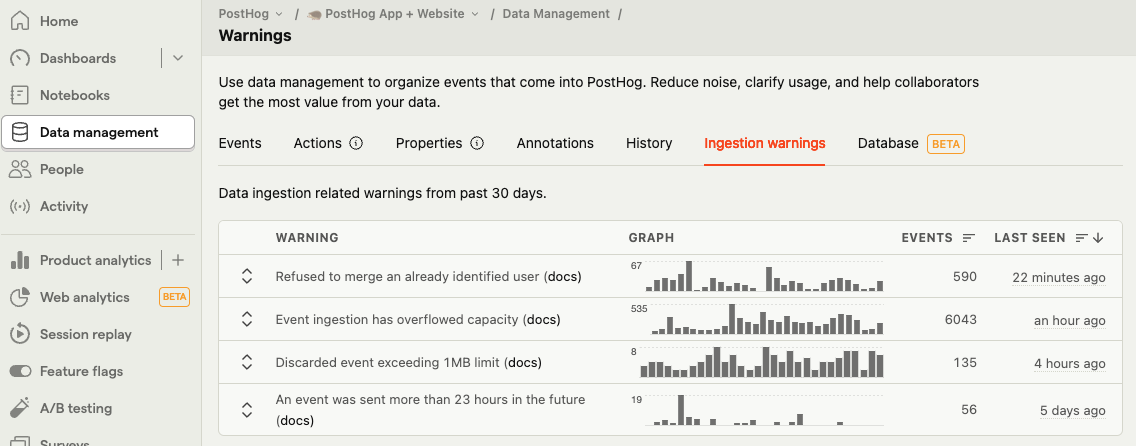 Home
Dashboards
Notebooks
Data management
People
Activity
Product analytics
Web analytics BETA
Session replay
Feature flags
A/B testing
Surveys
PostHog / PostHog App + Website / Data Management /
Warnings
Use data management to organize events that come into PostHog. Reduce noise, clarify usage, and help collaborators
get the most value from your data.
Events Actions Properties Annotations History Ingestion warnings Database BETA
Data ingestion related warnings from past 30 days.
WARNING GRAPH EVENTS LAST SEEN
Refused to merge an already identified user (docs) 67 590 22 minutes ago
Event ingestion has overflowed capacity (docs) 535 6043 an hour ago
Discarded event exceeding 1MB limit (docs) 8 135 4 hours ago
An event was sent more than 23 hours in the future 19 56 5 days ago
(docs)